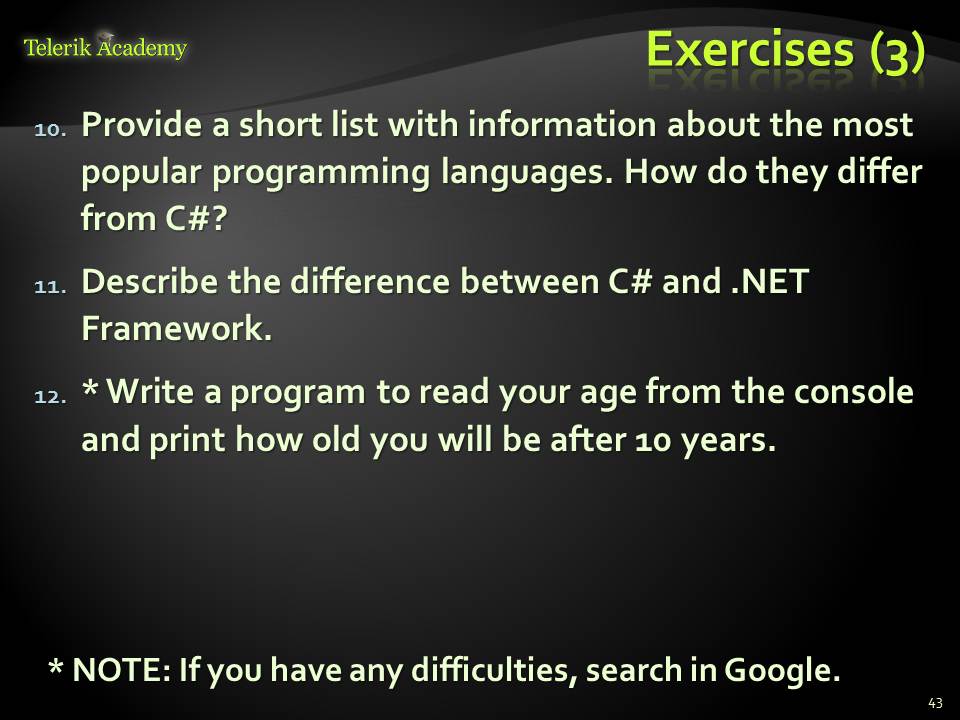 Telerik Academy
Exercises (3)
10. Provide a short list with information about the most
popular programming languages. How do they differ
from C#?
11. Describe the difference between C# and .NET
Framework.
12. * Write a program to read your age from the console
and print how old you will be after 10 years.
* NOTE: If you have any difficulties, search in Google.
43